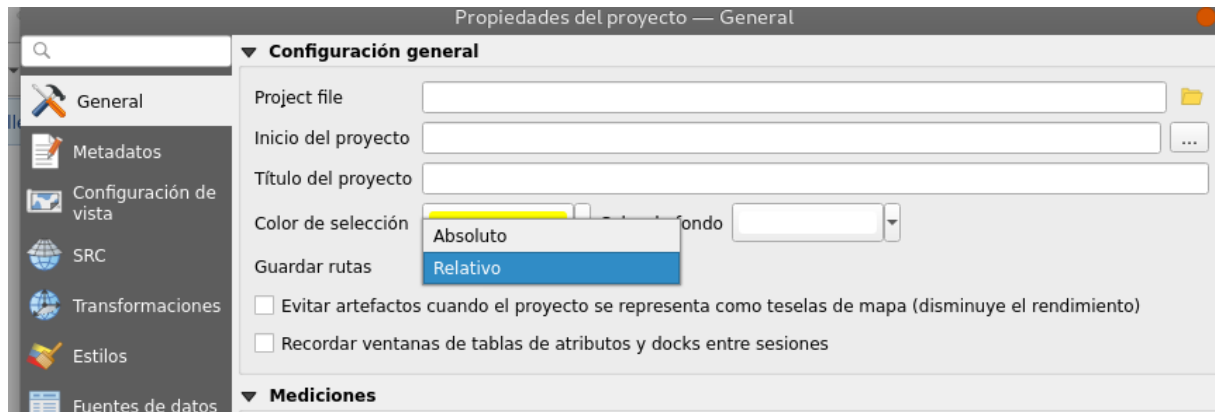 Propiedades del proyecto — General
General
Metadatos
Configuración de
vista
SRC
Transformaciones
Estilos
Fuentes de datos
Configuración general
Project file
Inicio del proyecto
...
Título del proyecto
Color de selección
fondo
Absoluto
Guardar rutas
Relativo
Evitar artefactos cuando el proyecto se representa como teselas de mapa (disminuye el rendimiento)
Recordar ventanas de tablas de atributos y docks entre sesiones
Mediciones